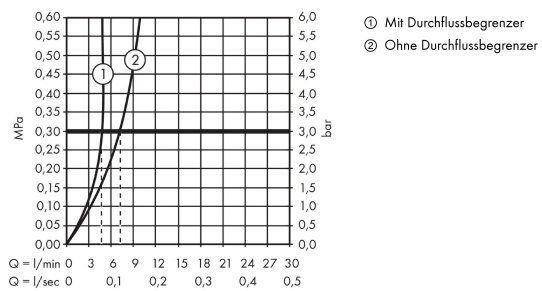 0,60 6,0
0,55 5,5
0,50 5,0
0,45 4,5
0,40 4,0
0,35 3,5
0,30 3,0
0,25 2,5
0,20 2,0
0,15 1,5
0,10 1,0
0,05 0,5
0,00 0,0
MPa
bar
1
2
Q = l/min 0 3 6 9 12 15 18 21 24 27 30
Q = l/sec 0 0,1 0,2 0,3 0,4 0,5
① Mit Durchflussbegrenzer
② Ohne Durchflussbegrenzer